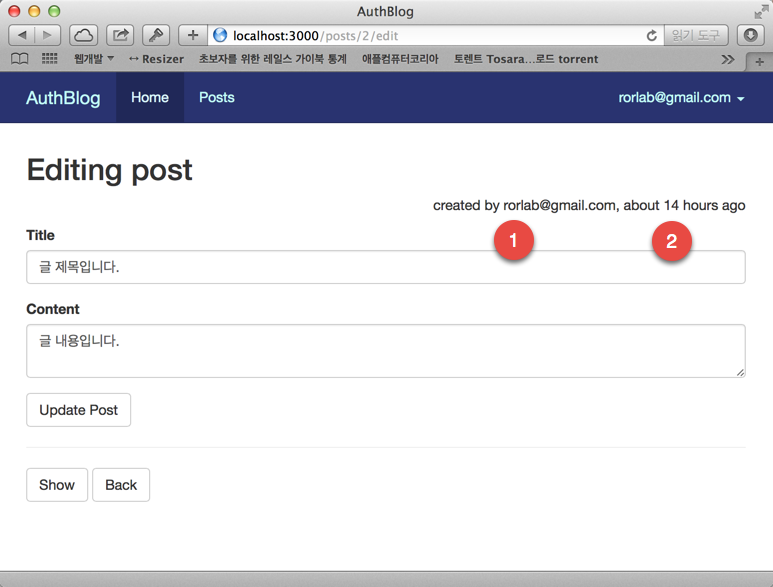 AuthBlog
localhost:3000/posts/2/edit
읽기 도구
웹개발 Resizer 초보자를 위한 레일스 가이북 통계 애플컴퓨터코리아 토렌트 Tosara...로드 torrent
AuthBlog Home Posts rorlab@gmail.com
Editing post
created by rorlab@gmail.com, about 14 hours ago
1 2
Title
글 제목입니다.
Content
글 내용입니다.
Update Post
Show Back